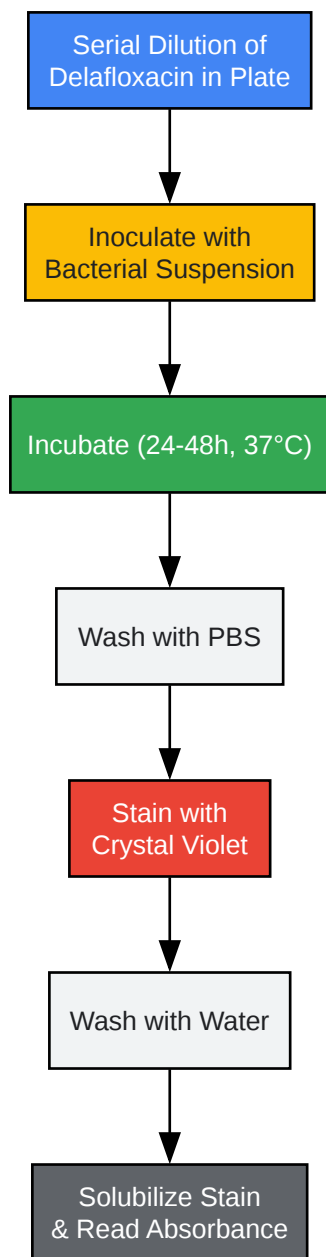 Serial Dilution of
Delafloxacin in Plate
Inoculate with
Bacterial Suspension
Incubate (24-48h, 37°C)
Wash with PBS
Stain with
Crystal Violet
Wash with Water
Solubilize Stain
& Read Absorbance